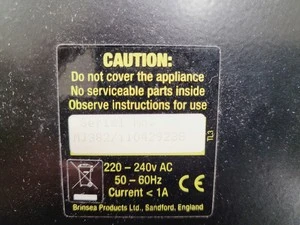 CAUTION:
Do not cover the appliance
No serviceable parts inside
Observe instructions for use
TL3
220 – 240v AC
50 – 60Hz
Current < 1A
Brinsea Products Ltd., Sandford, England